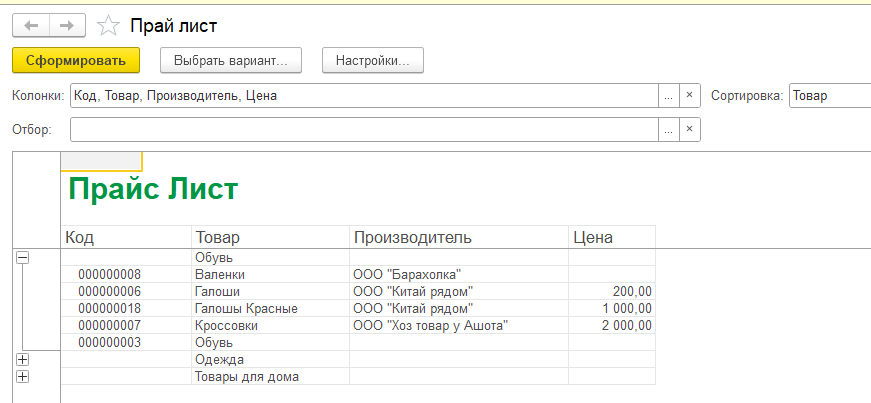 Прай лист
Сформировать Выбрать вариант... Настройки...
Колонки: Код, Товар, Производитель, Цена ... × Сортировка: Товар
Отбор: ... ×
Прайс Лист
Код Товар Производитель Цена
Обувь
000000008 Валенки ООО "Барахолка"
000000006 Галоши ООО "Китай рядом" 200,00
000000018 Галошы Красные ООО "Китай рядом" 1 000,00
000000007 Кроссовки ООО "Хоз товар у Ашота" 2 000,00
000000003 Обувь
Одежда
Товары для дома